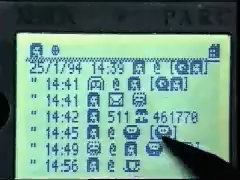 PARC
@
25/1/94 14:39 @ [ ]
" 14:41 @ [ ]
" 14:41
" 14:42 511 461770
" 14:45 @ [ ]
" 14:49 @ [ ]
" 14:56 @